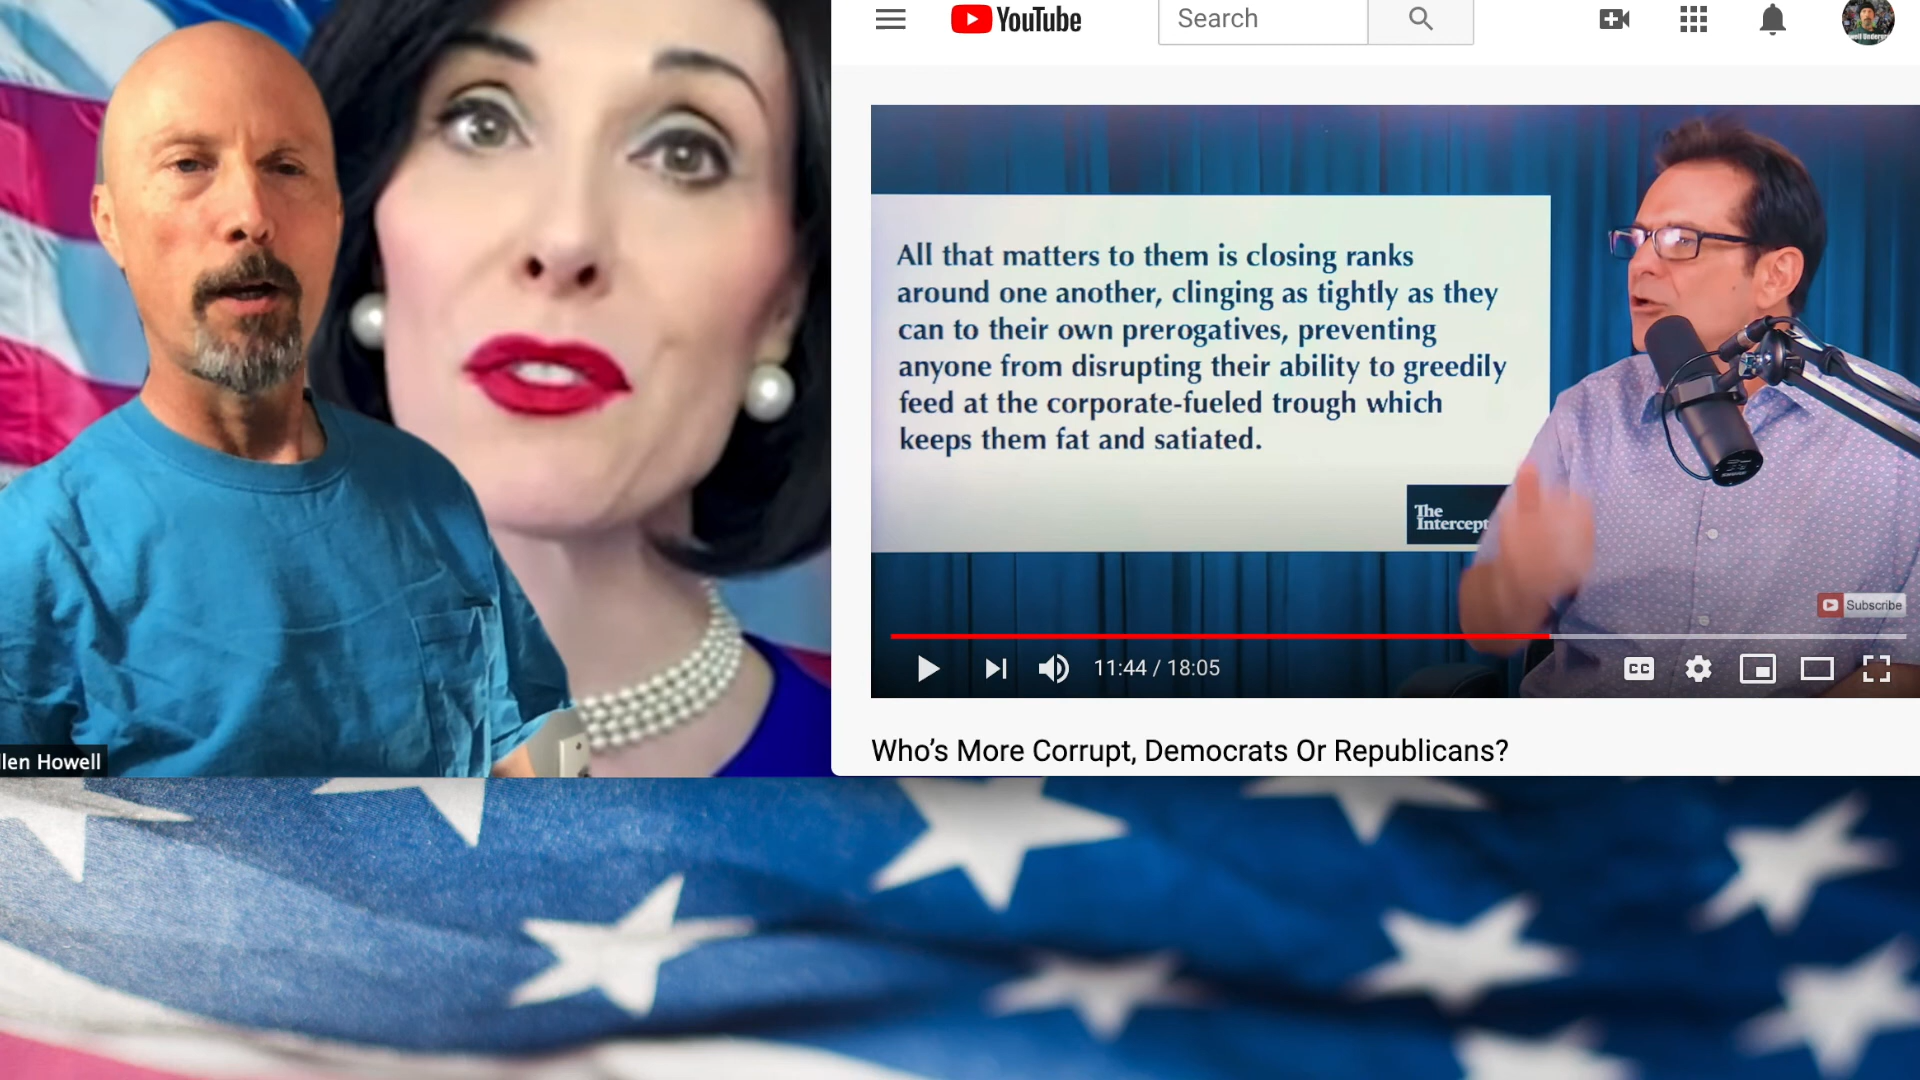 YouTube
Search
All that matters to them is closing ranks
around one another, clinging as tightly as they
can to their own prerogatives, preventing
anyone from disrupting their ability to greedily
feed at the corporate-fueled trough which
keeps them fat and satiated.
The
Intercept
Subscribe
11:44 / 18:05
CC
Who’s More Corrupt, Democrats Or Republicans?
llen Howell